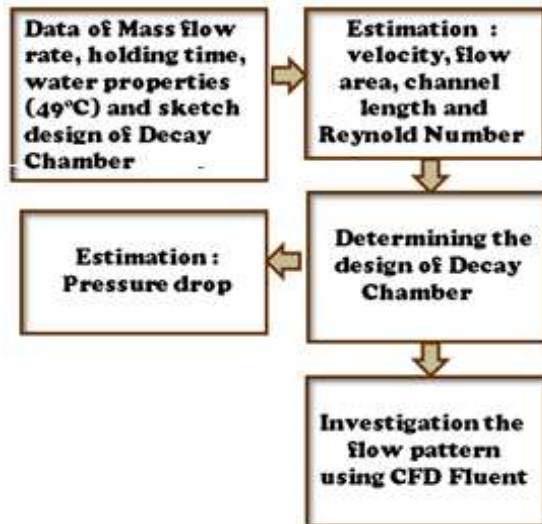 Data of Mass flow
rate, holding time,
water properties
(49°C) and sketch
design of Decay
Chamber
Estimation :
velocity, flow
area, channel
length and
Reynold Number
Determining the
design of Decay
Chamber
Estimation :
Pressure drop
Investigation the
flow pattern
using CFD Fluent